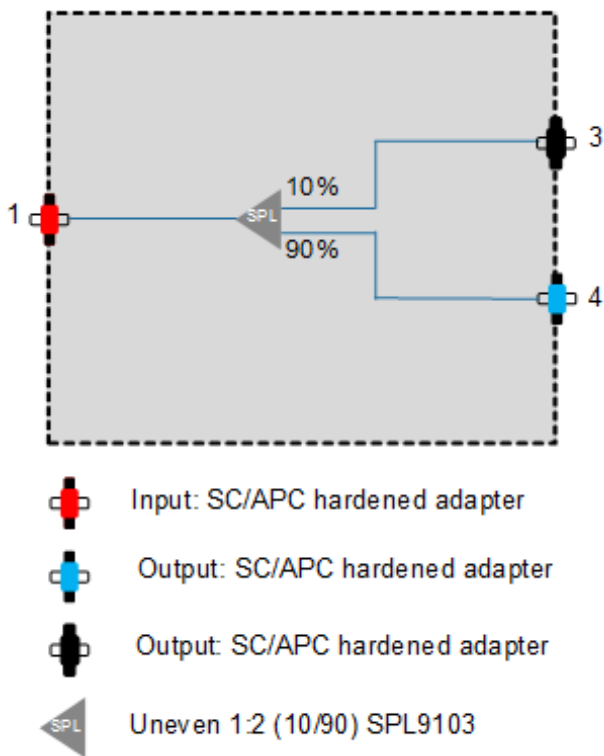 10%
3
1
SPL
90%
4
Input: SC/APC hardened adapter
Output: SC/APC hardened adapter
Output: SC/APC hardened adapter
SPL
Uneven 1:2 (10/90) SPL9103